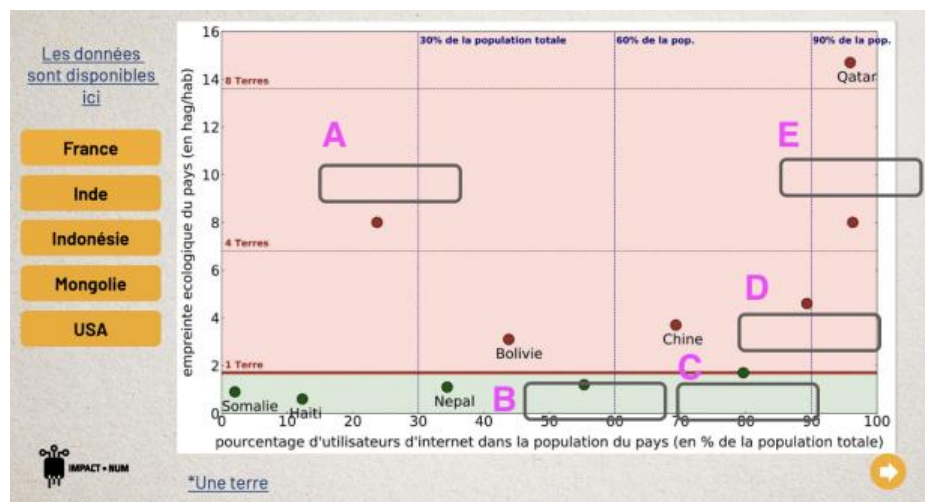 Les données
sont disponibles
ici
France
Inde
Indonésie
Mongolie
USA
IMPACT • NUM
empreinte ecologique du pays (en hag/hab)
16
14
12
10
8
6
4
2
0
30% de la population totale
60% de la pop.
90% de la pop.
8 Terres
4 Terres
1 Terre
Qatar
A
E
D
C
B
Bolivie
Chine
Somalie
Haiti
Nepal
10
20
30
40
50
60
70
80
90
100
pourcentage d'utilisateurs d'internet dans la population du pays (en % de la population totale)
*Une terre